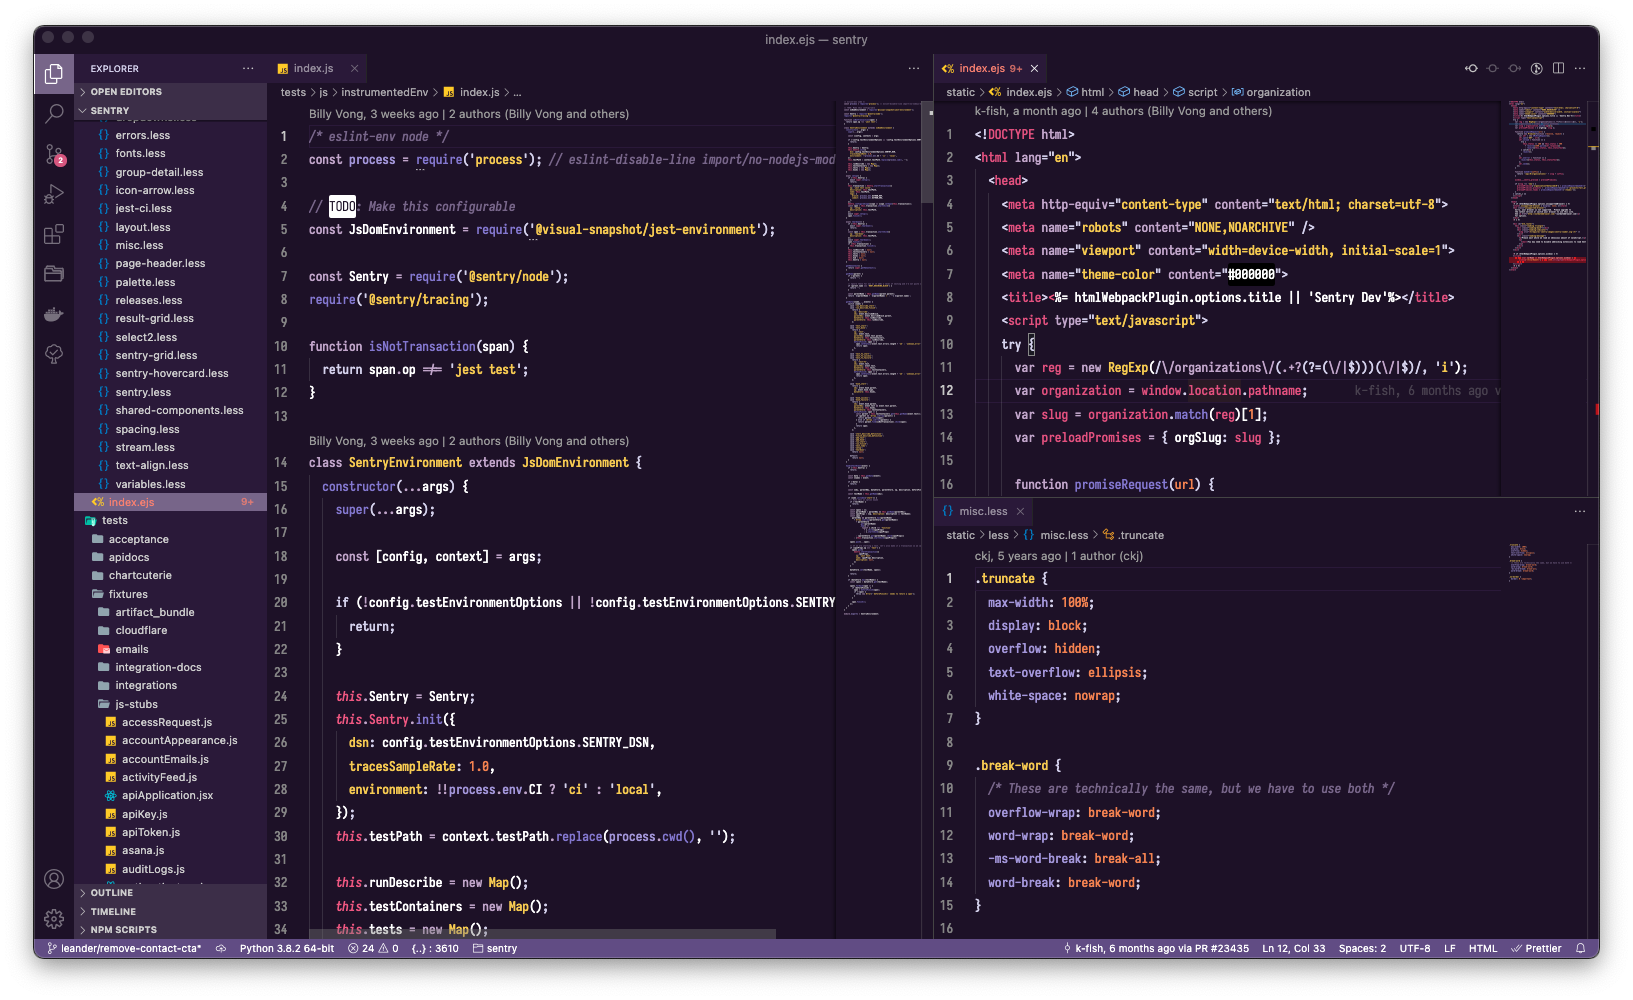 index.ejs — sentry
EXPLORER
OPEN EDITORS
SENTRY
errors.less
fonts.less
group-detail.less
icon-arrow.less
jest-ci.less
layout.less
misc.less
page-header.less
palette.less
releases.less
result-grid.less
select2.less
sentry-grid.less
sentry-hovercard.less
sentry.less
shared-components.less
spacing.less
stream.less
text-align.less
variables.less
index.ejs 9+
tests
acceptance
apidocs
chartcuterie
fixtures
artifact_bundle
cloudflare
emails
integration-docs
integrations
js-stubs
accessRequest.js
accountAppearance.js
accountEmails.js
activityFeed.js
apiApplication.jsx
apiKey.js
apiToken.js
asana.js
auditLogs.js
OUTLINE
TIMELINE
NPM SCRIPTS
2
index.js
tests > js > instrumentedEnv > index.js > ...
Billy Vong, 3 weeks ago | 2 authors (Billy Vong and others)
1 /* eslint-env node */
2 const process = require('process'); // eslint-disable-line import/no-nodejs-mod
3
4 // TODO: Make this configurable
5 const JsDomEnvironment = require('@visual-snapshot/jest-environment');
6
7 const Sentry = require('@sentry/node');
8 require('@sentry/tracing');
9
10 function isNotTransaction(span) {
11 return span.op !== 'jest test';
12 }
13
Billy Vong, 3 weeks ago | 2 authors (Billy Vong and others)
14 class SentryEnvironment extends JsDomEnvironment {
15 constructor(...args) {
16 super(...args);
17
18 const [config, context] = args;
19
20 if (!config.testEnvironmentOptions || !config.testEnvironmentOptions.SENTRY
21 return;
22 }
23
24 this.Sentry = Sentry;
25 this.Sentry.init({
26 dsn: config.testEnvironmentOptions.SENTRY_DSN,
27 tracesSampleRate: 1.0,
28 environment: !!process.env.CI ? 'ci' : 'local',
29 });
30 this.testPath = context.testPath.replace(process.cwd(), '');
31
32 this.runDescribe = new Map();
33 this.testContainers = new Map();
34 this.tests = new Map();
index.ejs 9+
static > index.ejs > html > head > script > organization
k-fish, a month ago | 4 authors (Billy Vong and others)
1 <!DOCTYPE html>
2 <html lang="en">
3 <head>
4 <meta http-equiv="content-type" content="text/html; charset=utf-8">
5 <meta name="robots" content="NONE,NOARCHIVE" />
6 <meta name="viewport" content="width=device-width, initial-scale=1">
7 <meta name="theme-color" content="#000000">
8 <title><%= htmlWebpackPlugin.options.title || 'Sentry Dev'%></title>
9 <script type="text/javascript">
10 try {
11 var reg = new RegExp(/\/organizations\/(.+?(?=(\/|$)))(\/|$)/, 'i');
12 var organization = window.location.pathname; k-fish, 6 months ago v
13 var slug = organization.match(reg)[1];
14 var preloadPromises = { orgSlug: slug };
15
16 function promiseRequest(url) {
misc.less
static > less > misc.less > .truncate
ckj, 5 years ago | 1 author (ckj)
1 .truncate {
2 max-width: 100%;
3 display: block;
4 overflow: hidden;
5 text-overflow: ellipsis;
6 white-space: nowrap;
7 }
8
9 .break-word {
10 /* These are technically the same, but we have to use both */
11 overflow-wrap: break-word;
12 word-wrap: break-word;
13 -ms-word-break: break-all;
14 word-break: break-word;
15 }
16
leander/remove-contact-cta* Python 3.8.2 64-bit 24 0 {..} : 3610 sentry k-fish, 6 months ago via PR #23435 Ln 12, Col 33 Spaces: 2 UTF-8 LF HTML Prettier